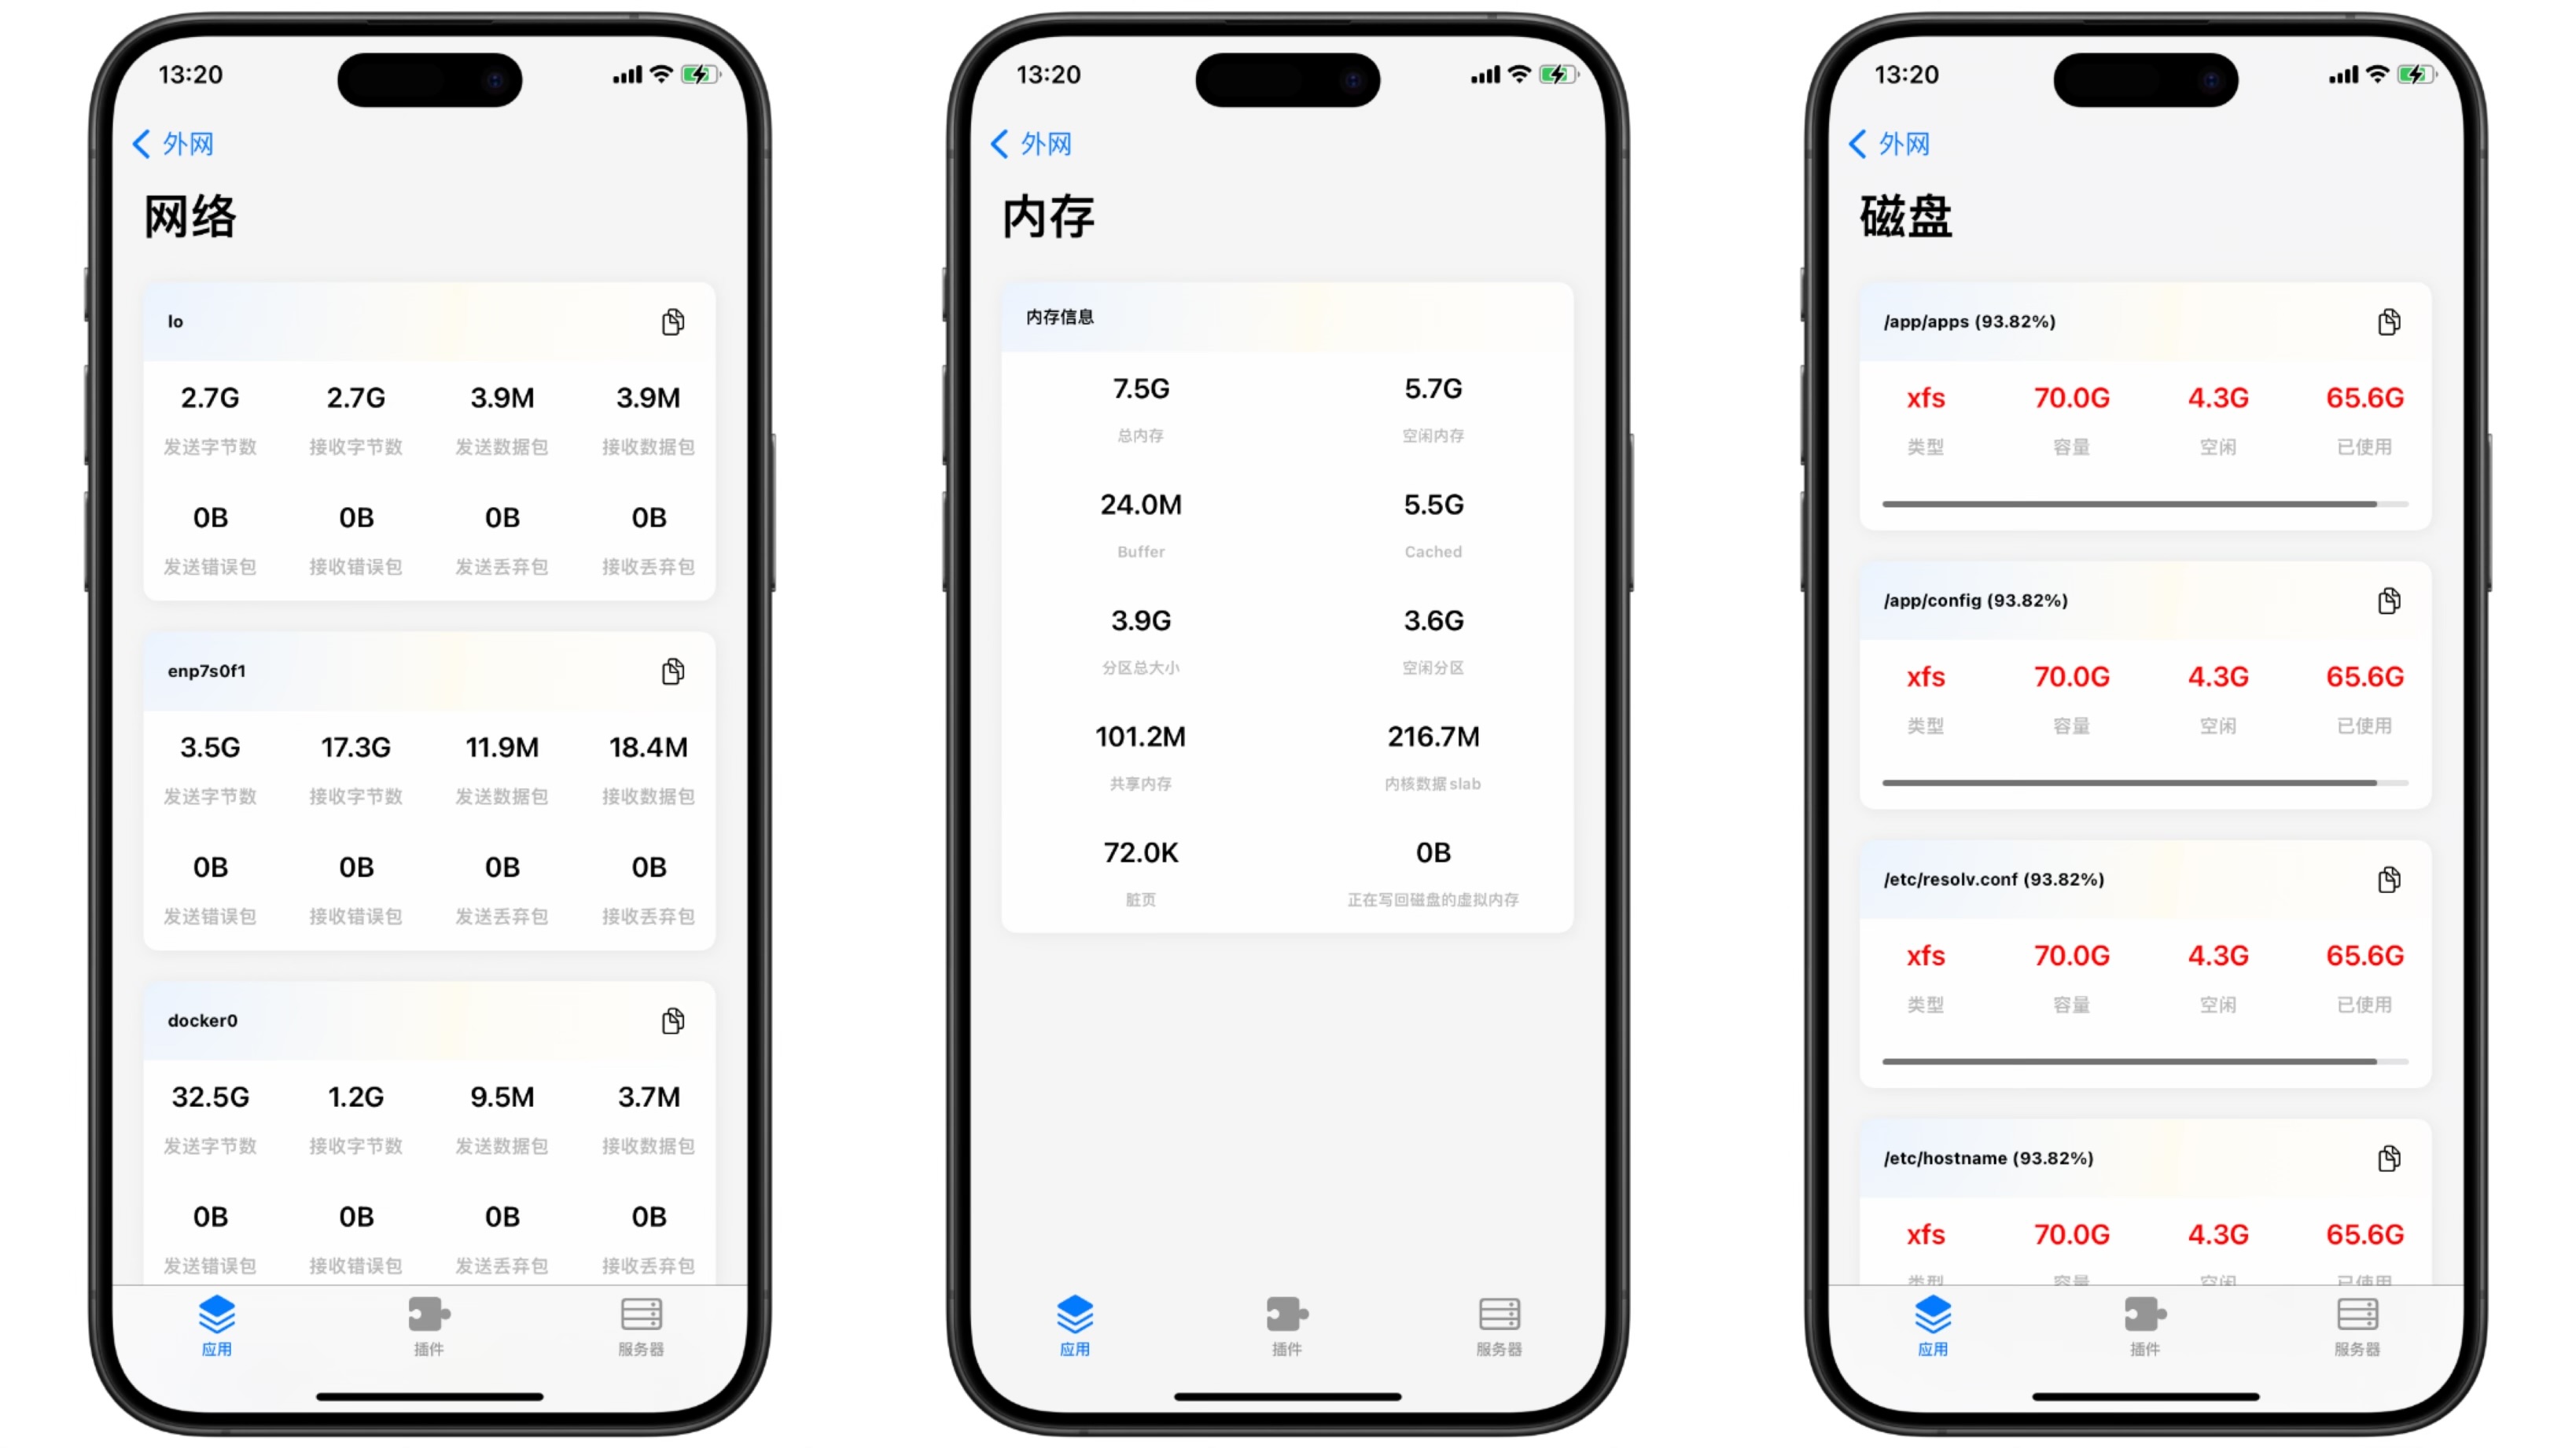 13:20
外网
网络
lo
2.7G 2.7G 3.9M 3.9M
发送字节数 接收字节数 发送数据包 接收数据包
0B 0B 0B 0B
发送错误包 接收错误包 发送丢弃包 接收丢弃包
enp7s0f1
3.5G 17.3G 11.9M 18.4M
发送字节数 接收字节数 发送数据包 接收数据包
0B 0B 0B 0B
发送错误包 接收错误包 发送丢弃包 接收丢弃包
docker0
32.5G 1.2G 9.5M 3.7M
发送字节数 接收字节数 发送数据包 接收数据包
0B 0B 0B 0B
发送错误包 接收错误包 发送丢弃包 接收丢弃包
应用 插件 服务器
13:20
外网
内存
内存信息
7.5G 5.7G
总内存 空闲内存
24.0M 5.5G
Buffer Cached
3.9G 3.6G
分区总大小 空闲分区
101.2M 216.7M
共享内存 内核数据slab
72.0K 0B
脏页 正在写回磁盘的虚拟内存
应用 插件 服务器
13:20
外网
磁盘
/app/apps (93.82%)
xfs 70.0G 4.3G 65.6G
类型 容量 空闲 已使用
/app/config (93.82%)
xfs 70.0G 4.3G 65.6G
类型 容量 空闲 已使用
/etc/resolv.conf (93.82%)
xfs 70.0G 4.3G 65.6G
类型 容量 空闲 已使用
/etc/hostname (93.82%)
xfs 70.0G 4.3G 65.6G
类型 容量 空闲 已使用
应用 插件 服务器